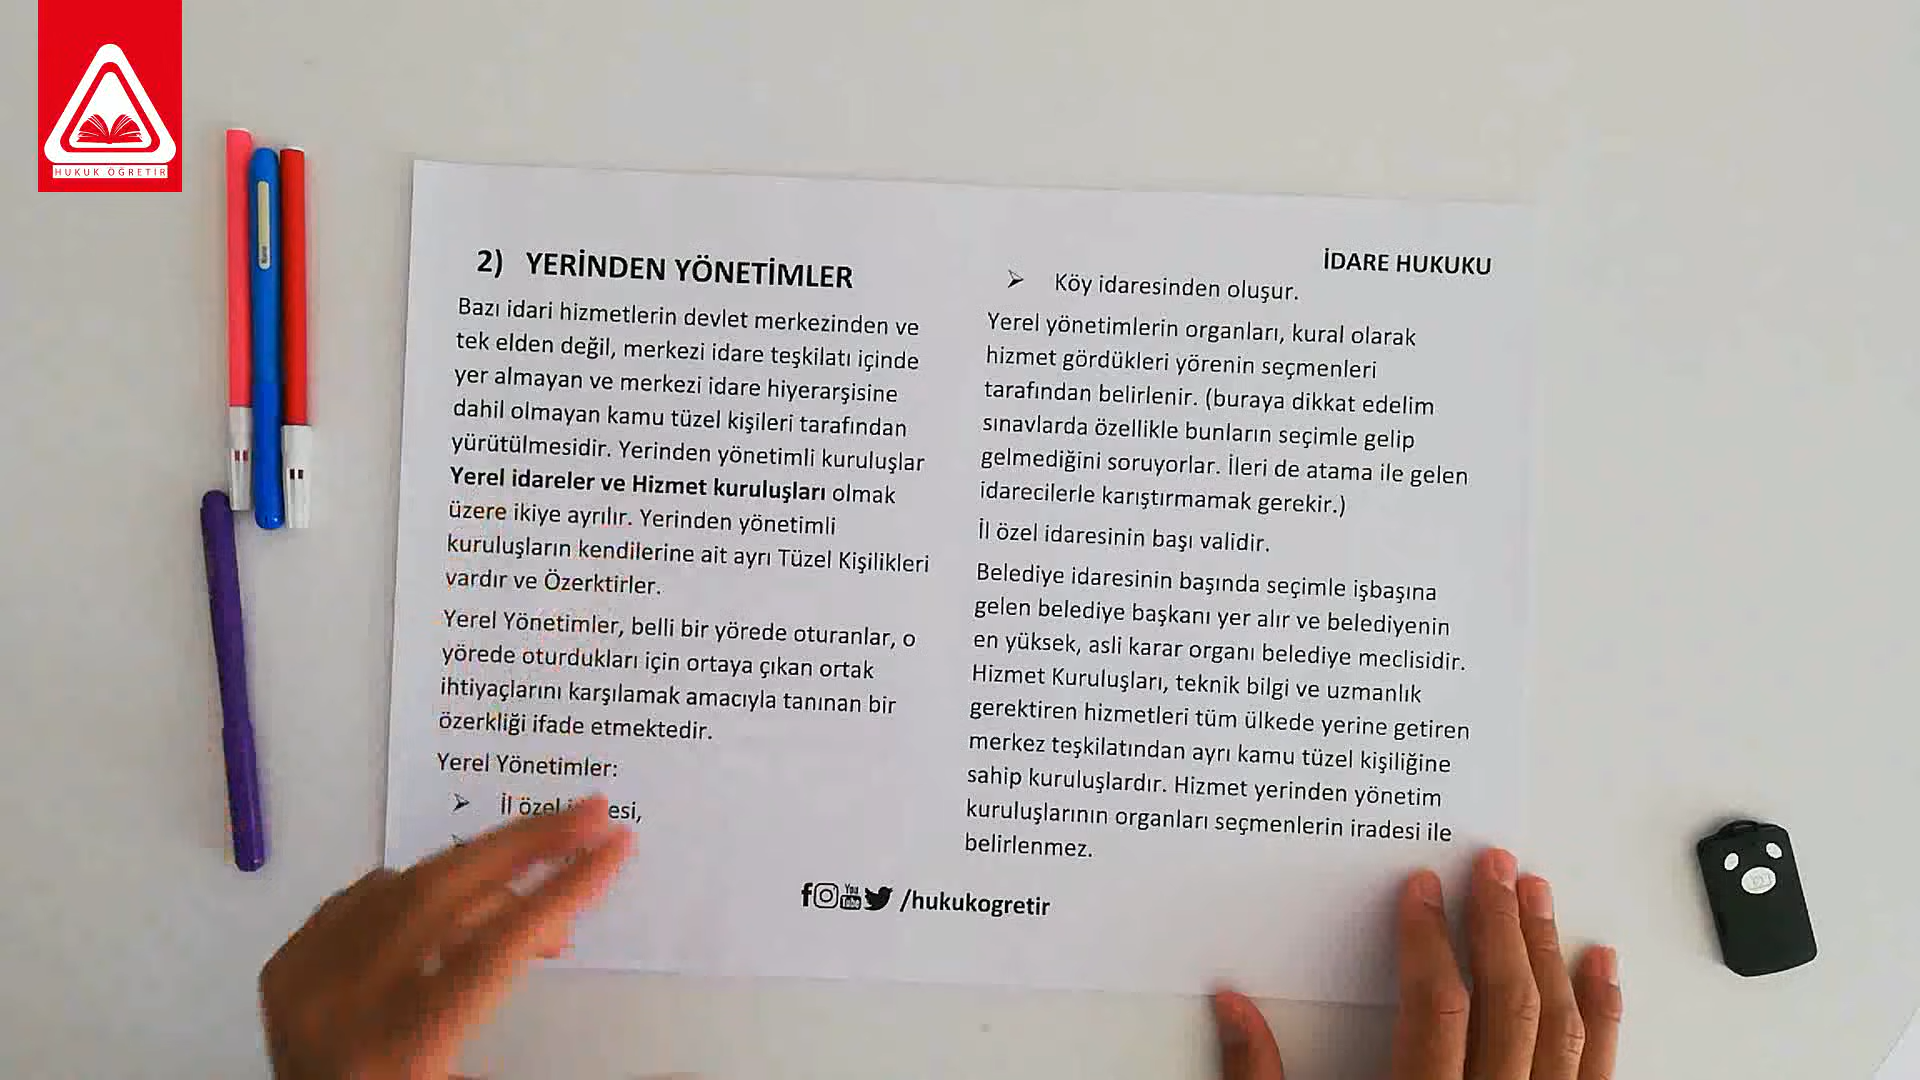 HUKUK ÖĞRETİR
2) YERİNDEN YÖNETİMLER
Bazı idari hizmetlerin devlet merkezinden ve
tek elden değil, merkezi idare teşkilatı içinde
yer almayan ve merkezi idare hiyerarşisine
dahil olmayan kamu tüzel kişileri tarafından
yürütülmesidir. Yerinden yönetimli kuruluşlar
Yerel idareler ve Hizmet kuruluşları olmak
üzere ikiye ayrılır. Yerinden yönetimli
kuruluşların kendilerine ait ayrı Tüzel Kişilikleri
vardır ve Özerktirler.
Yerel Yönetimler, belli bir yörede oturanlar, o
yörede oturdukları için ortaya çıkan ortak
ihtiyaçlarını karşılamak amacıyla tanınan bir
özerkliği ifade etmektedir.
Yerel Yönetimler:
➢ İl özel
İDARE HUKUKU
➢ Köy idaresinden oluşur.
Yerel yönetimlerin organları, kural olarak
hizmet gördükleri yörenin seçmenleri
tarafından belirlenir. (buraya dikkat edelim
sınavlarda özellikle bunların seçimle gelip
gelmediğini soruyorlar. İleri de atama ile gelen
idarecilerle karıştırmamak gerekir.)
İl özel idaresinin başı validir.
Belediye idaresinin başında seçimle işbaşına
gelen belediye başkanı yer alır ve belediyenin
en yüksek, asli karar organı belediye meclisidir.
Hizmet Kuruluşları, teknik bilgi ve uzmanlık
gerektiren hizmetleri tüm ülkede yerine getiren
merkez teşkilatından ayrı kamu tüzel kişiliğine
sahip kuruluşlardır. Hizmet yerinden yönetim
kuruluşlarının organları seçmenlerin iradesi ile
belirlenmez.
You Tube /hukukogretir